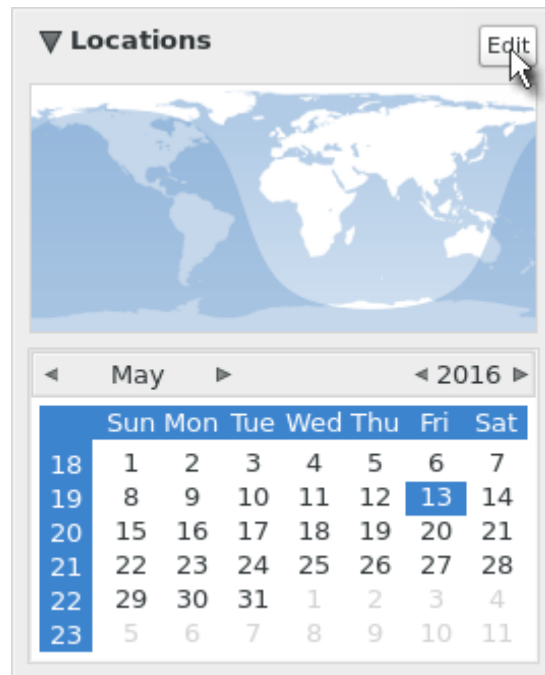 Locations Edit
May 2016
Sun Mon Tue Wed Thu Fri Sat
18 1 2 3 4 5 6 7
19 8 9 10 11 12 13 14
20 15 16 17 18 19 20 21
21 22 23 24 25 26 27 28
22 29 30 31 1 2 3 4
23 5 6 7 8 9 10 11